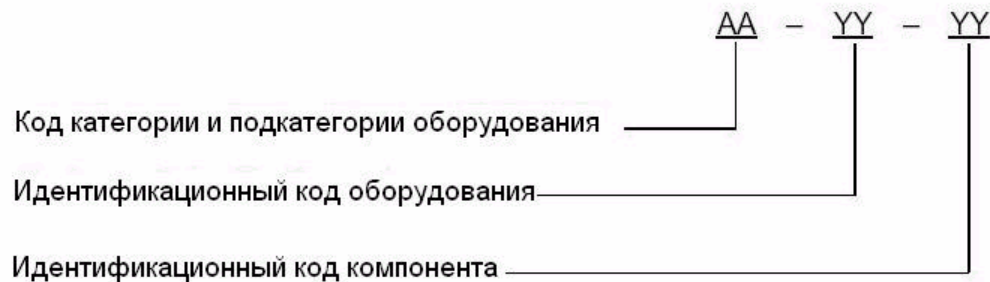 AA – YY – YY
Код категории и подкатегории оборудования
Идентификационный код оборудования
Идентификационный код компонента